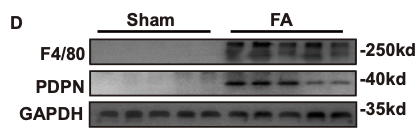 D
Sham FA
F4/80 -250kd
PDPN -40kd
GAPDH -35kd